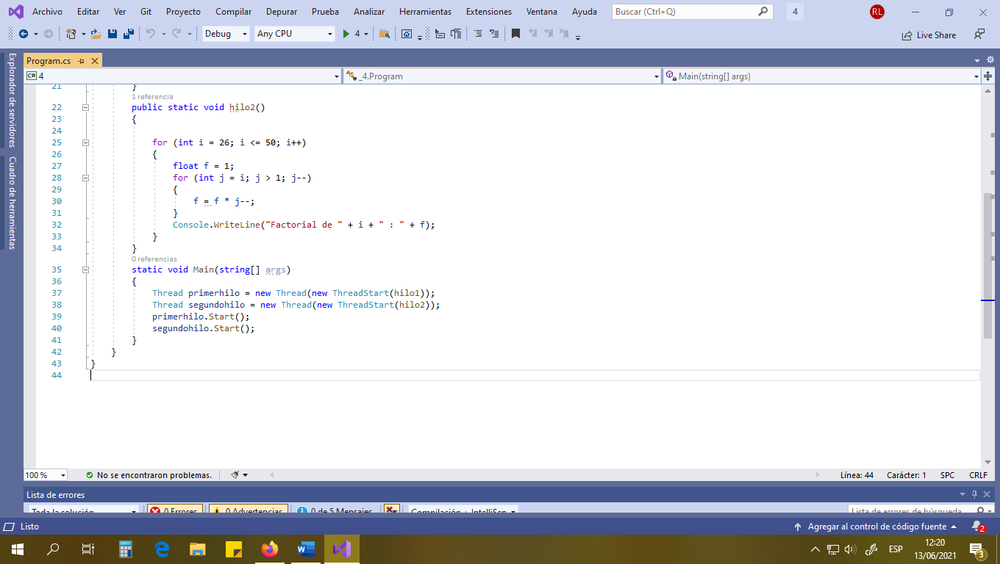 Archivo Editar Ver Git Proyecto Compilar Depurar Prueba Analizar Herramientas Extensiones Ventana Ayuda Buscar (Ctrl+Q) 4 RL
Debug Any CPU 4 Live Share
Explorador de servidores
Cuadro de herramientas
Program.cs
C# 4 _4.Program Main(string[] args)
21 }
1 referencia
22 public static void hilo2()
23 {
24
25 for (int i = 26; i <= 50; i++)
26 {
27 float f = 1;
28 for (int j = i; j > 1; j--)
29 {
30 f = f * j--;
31 }
32 Console.WriteLine("Factorial de " + i + " : " + f);
33 }
34 }
0 referencias
35 static void Main(string[] args)
36 {
37 Thread primerhilo = new Thread(new ThreadStart(hilo1));
38 Thread segundohilo = new Thread(new ThreadStart(hilo2));
39 primerhilo.Start();
40 segundohilo.Start();
41 }
42 }
43 }
44
100 % No se encontraron problemas. Línea: 44 Carácter: 1 SPC CRLF
Lista de errores
Toda la solución 0 Errores 0 Advertencias 0 de 5 Mensajes Compilación + IntelliSen Lista de errores de búsqueda
Listo Agregar al control de código fuente 2
ESP 12:20
13/06/2021 3